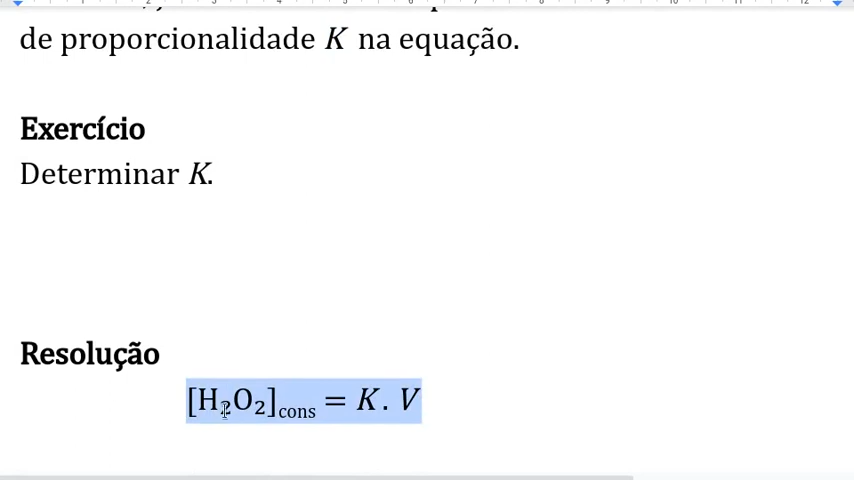 de proporcionalidade K na equação.
Exercício
Determinar K.
Resolução
[H₂O₂]cons = K . V